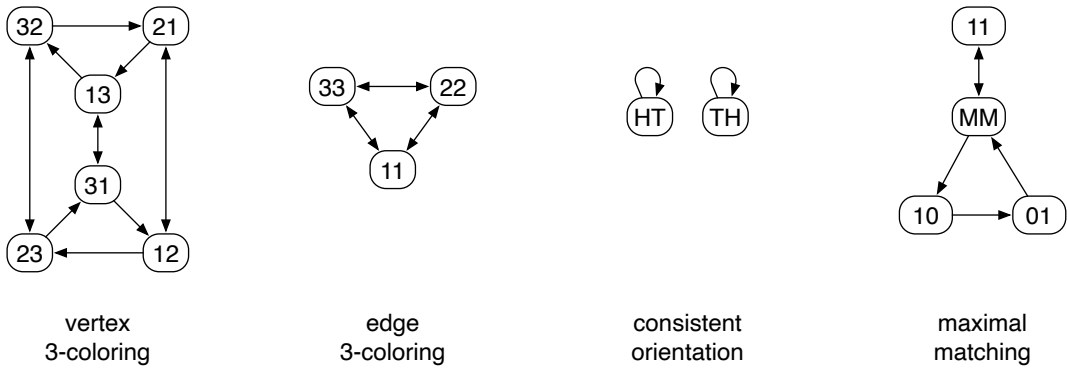 32
21
13
31
23
12
vertex
3-coloring
33
22
11
edge
3-coloring
HT
TH
consistent
orientation
11
MM
10
01
maximal
matching